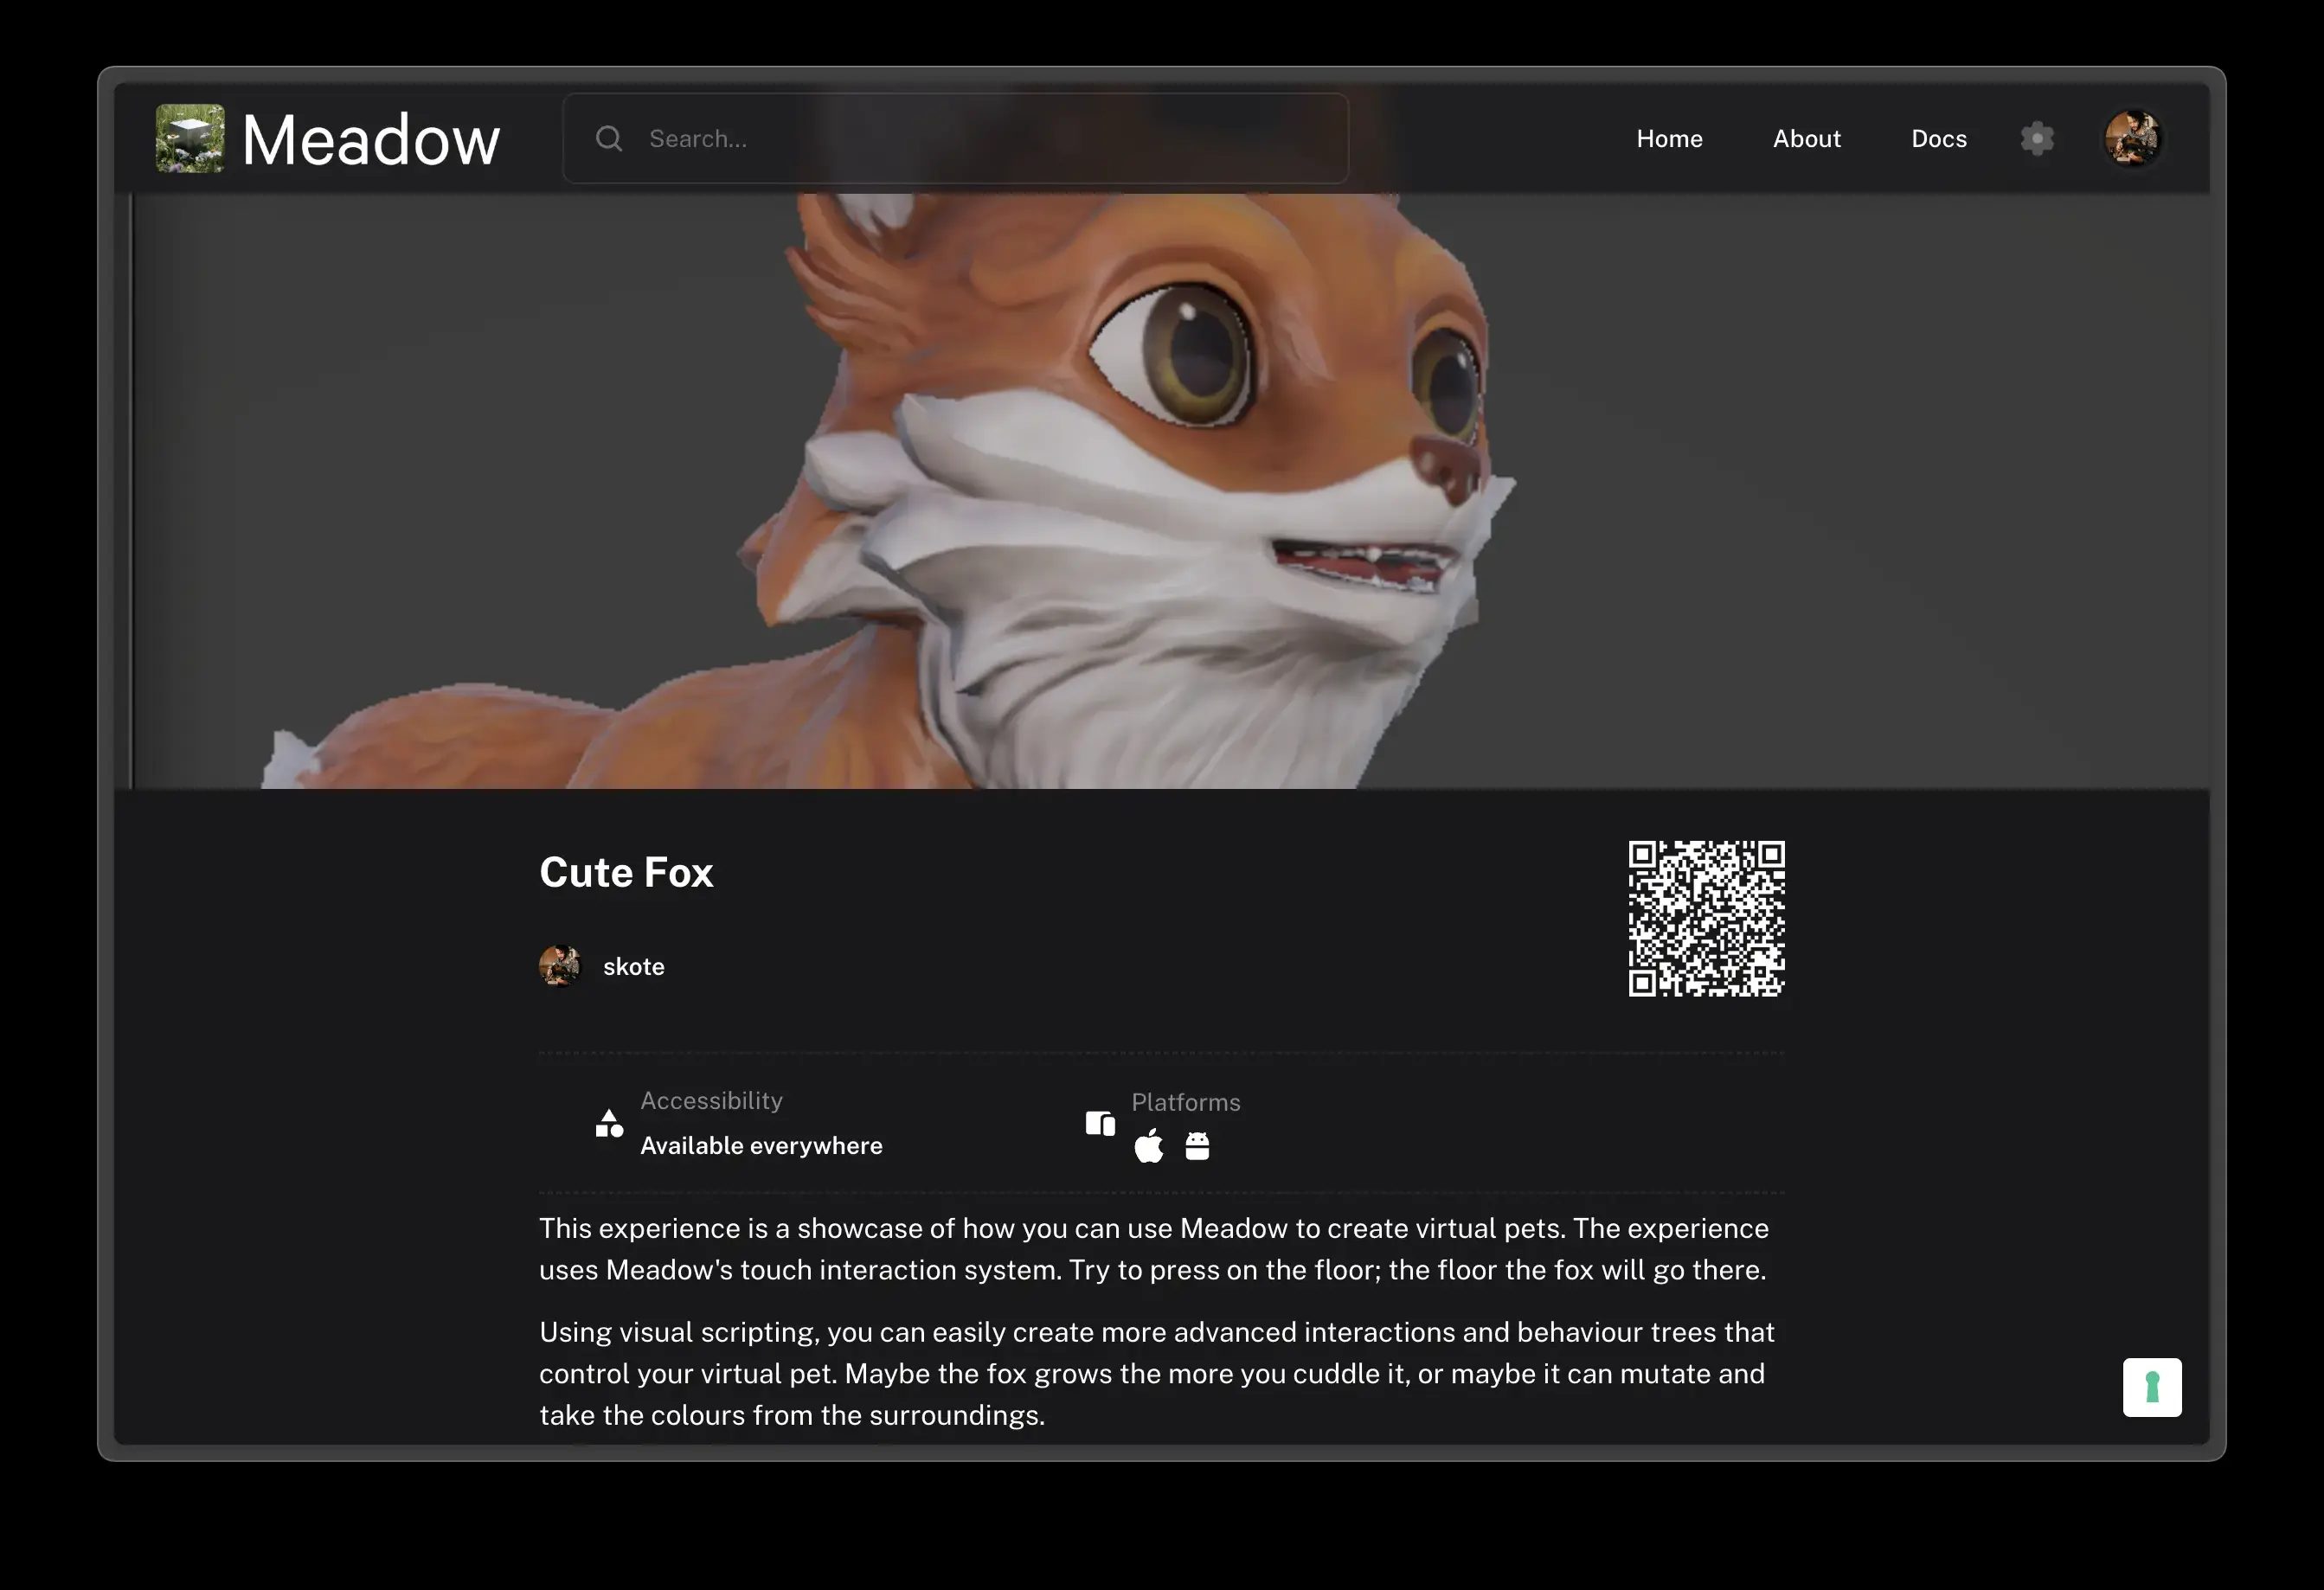 Meadow
Search...
Home
About
Docs
Cute Fox
skote
Accessibility
Available everywhere
Platforms
This experience is a showcase of how you can use Meadow to create virtual pets. The experience
uses Meadow's touch interaction system. Try to press on the floor; the floor the fox will go there.
Using visual scripting, you can easily create more advanced interactions and behaviour trees that
control your virtual pet. Maybe the fox grows the more you cuddle it, or maybe it can mutate and
take the colours from the surroundings.